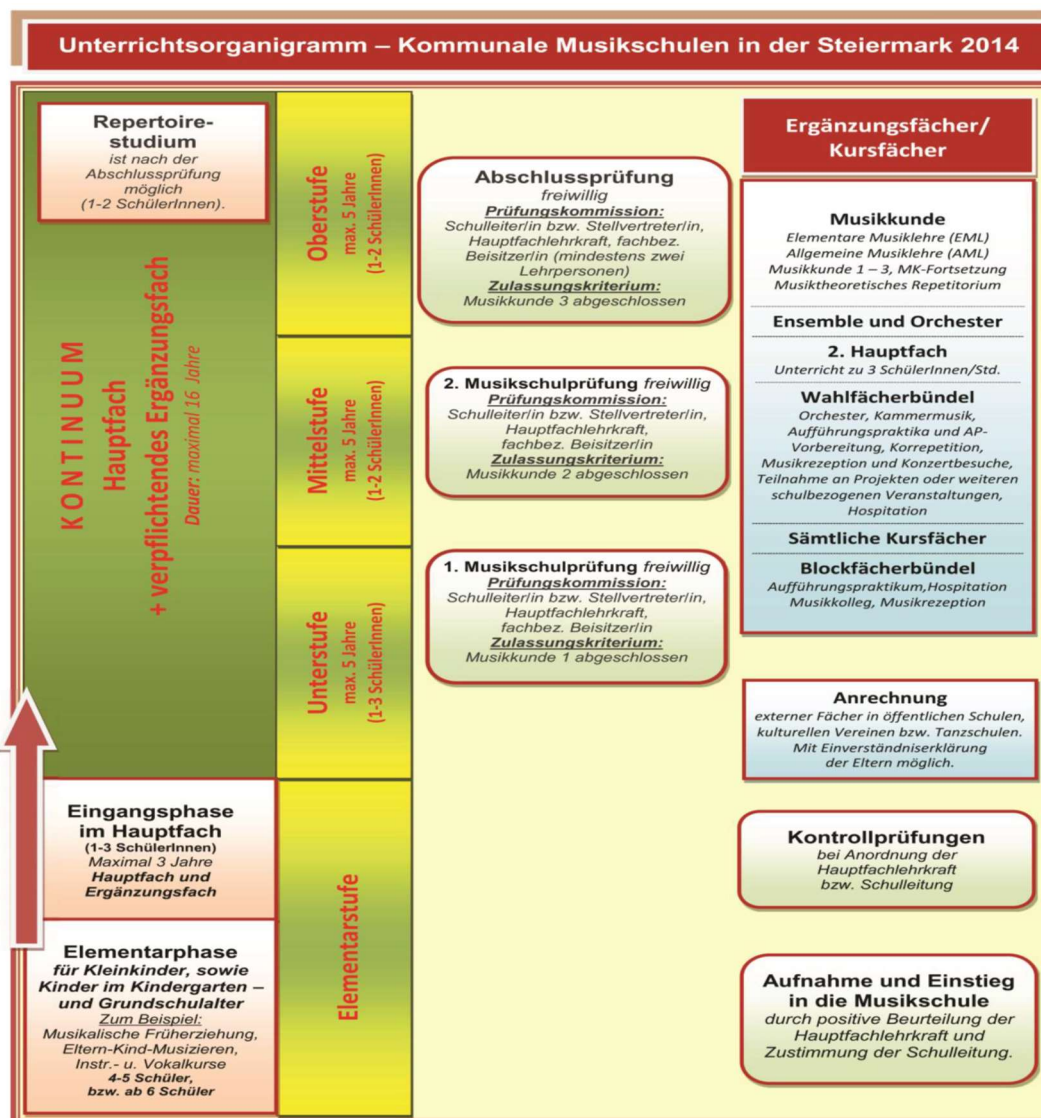 Unterrichtsorganigramm – Kommunale Musikschulen in der Steiermark 2014
Repertoire-
studium
ist nach der
Abschlussprüfung
möglich
(1-2 SchülerInnen).
KONTINUUM
Hauptfach
+ verpflichtendes Ergänzungsfach
Dauer: maximal 16 Jahre
Eingangsphase
im Hauptfach
(1-3 SchülerInnen)
Maximal 3 Jahre
Hauptfach und
Ergänzungsfach
Elementarphase
für Kleinkinder, sowie
Kinder im Kindergarten –
und Grundschulalter
Zum Beispiel:
Musikalische Früherziehung,
Eltern-Kind-Musizieren,
Instr.- u. Vokalkurse
4-5 Schüler,
bzw. ab 6 Schüler
Oberstufe
max. 5 Jahre
(1-2 SchülerInnen)
Mittelstufe
max. 5 Jahre
(1-2 SchülerInnen)
Unterstufe
max. 5 Jahre
(1-3 SchülerInnen)
Elementarstufe
Abschlussprüfung
freiwillig
Prüfungskommission:
Schulleiter/in bzw. Stellvertreter/in,
Hauptfachlehrkraft, fachbez.
Beisitzer/in (mindestens zwei
Lehrpersonen)
Zulassungskriterium:
Musikkunde 3 abgeschlossen
2. Musikschulprüfung freiwillig
Prüfungskommission:
Schulleiter/in bzw. Stellvertreter/in,
Hauptfachlehrkraft,
fachbez. Beisitzer/in
Zulassungskriterium:
Musikkunde 2 abgeschlossen
1. Musikschulprüfung freiwillig
Prüfungskommission:
Schulleiter/in bzw. Stellvertreter/in,
Hauptfachlehrkraft,
fachbez. Beisitzer/in
Zulassungskriterium:
Musikkunde 1 abgeschlossen
Ergänzungsfächer/
Kursfächer
Musikkunde
Elementare Musiklehre (EML)
Allgemeine Musiklehre (AML)
Musikkunde 1 – 3, MK-Fortsetzung
Musiktheoretisches Repetitorium
Ensemble und Orchester
2. Hauptfach
Unterricht zu 3 SchülerInnen/Std.
Wahlfächerbündel
Orchester, Kammermusik,
Aufführungspraktika und AP-
Vorbereitung, Korrepetition,
Musikrezeption und Konzertbesuche,
Teilnahme an Projekten oder weiteren
schulbezogenen Veranstaltungen,
Hospitation
Sämtliche Kursfächer
Blockfächerbündel
Aufführungspraktikum,Hospitation
Musikkolleg, Musikrezeption
Anrechnung
externer Fächer in öffentlichen Schulen,
kulturellen Vereinen bzw. Tanzschulen.
Mit Einverständniserklärung
der Eltern möglich.
Kontrollprüfungen
bei Anordnung der
Hauptfachlehrkraft
bzw. Schulleitung
Aufnahme und Einstieg
in die Musikschule
durch positive Beurteilung der
Hauptfachlehrkraft und
Zustimmung der Schulleitung.